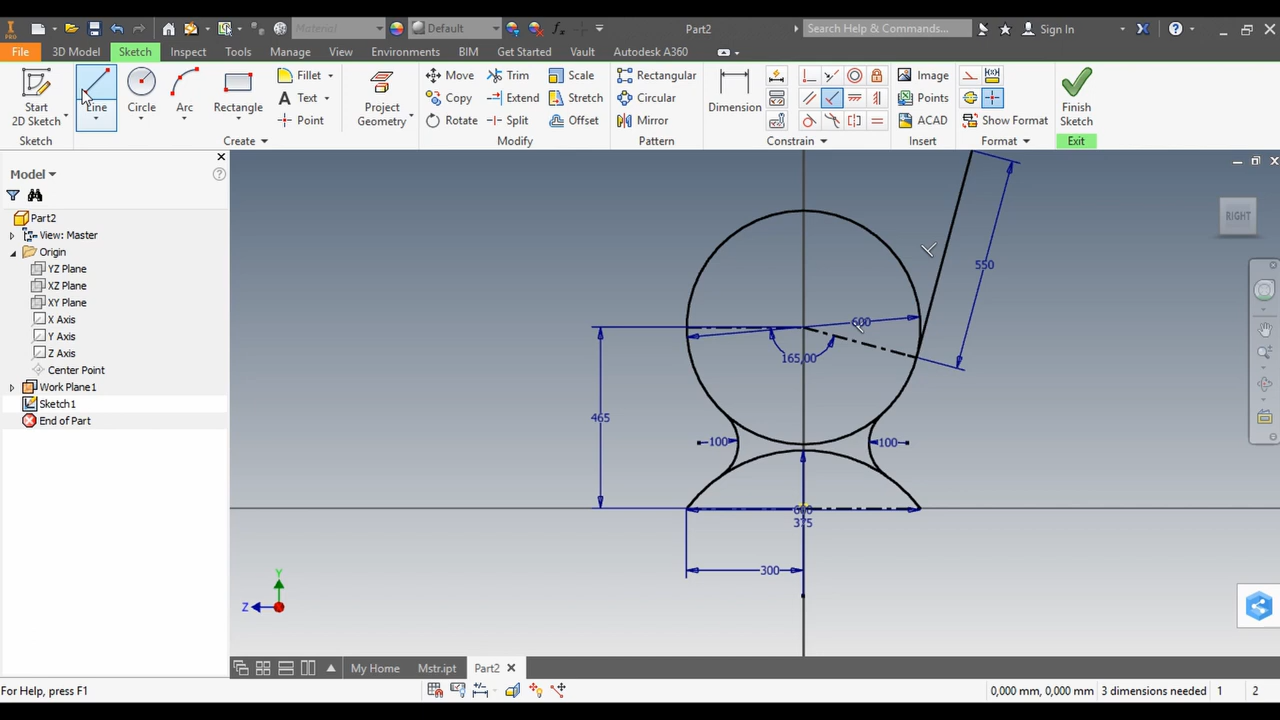 PRO
Material
Default
fx
Part2
Search Help & Commands...
Sign In
File
3D Model
Sketch
Inspect
Tools
Manage
View
Environments
BIM
Get Started
Vault
Autodesk A360
Start
2D Sketch
Line
Circle
Arc
Rectangle
Fillet
Text
Point
Project
Geometry
Move
Copy
Rotate
Trim
Extend
Split
Scale
Stretch
Offset
Rectangular
Circular
Mirror
Dimension
Image
Points
ACAD
Show Format
Finish
Sketch
Sketch
Create
Modify
Pattern
Constrain
Insert
Format
Exit
Model
Part2
View: Master
Origin
YZ Plane
XZ Plane
XY Plane
X Axis
Y Axis
Z Axis
Center Point
Work Plane1
Sketch1
End of Part
RIGHT
550
600
165,00
465
100
100
600
375
300
Y
Z
My Home
Mstr.ipt
Part2
For Help, press F1
0,000 mm, 0,000 mm
3 dimensions needed
1
2